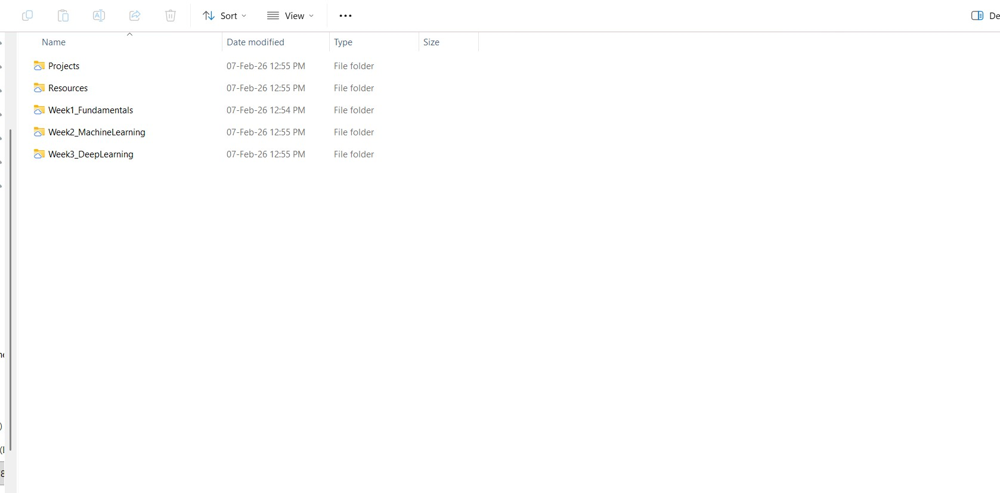 Sort View ••• De
Name Date modified Type Size
Projects 07-Feb-26 12:55 PM File folder
Resources 07-Feb-26 12:55 PM File folder
Week1_Fundamentals 07-Feb-26 12:54 PM File folder
Week2_MachineLearning 07-Feb-26 12:55 PM File folder
Week3_DeepLearning 07-Feb-26 12:55 PM File folder
)
8